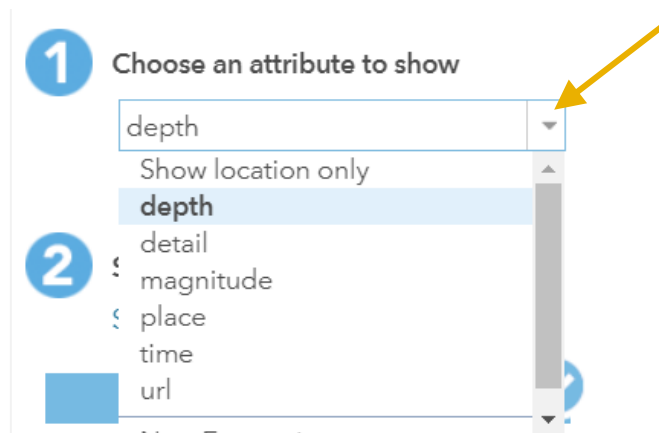 1
Choose an attribute to show
depth
Show location only
depth
detail
2
magnitude
place
time
url